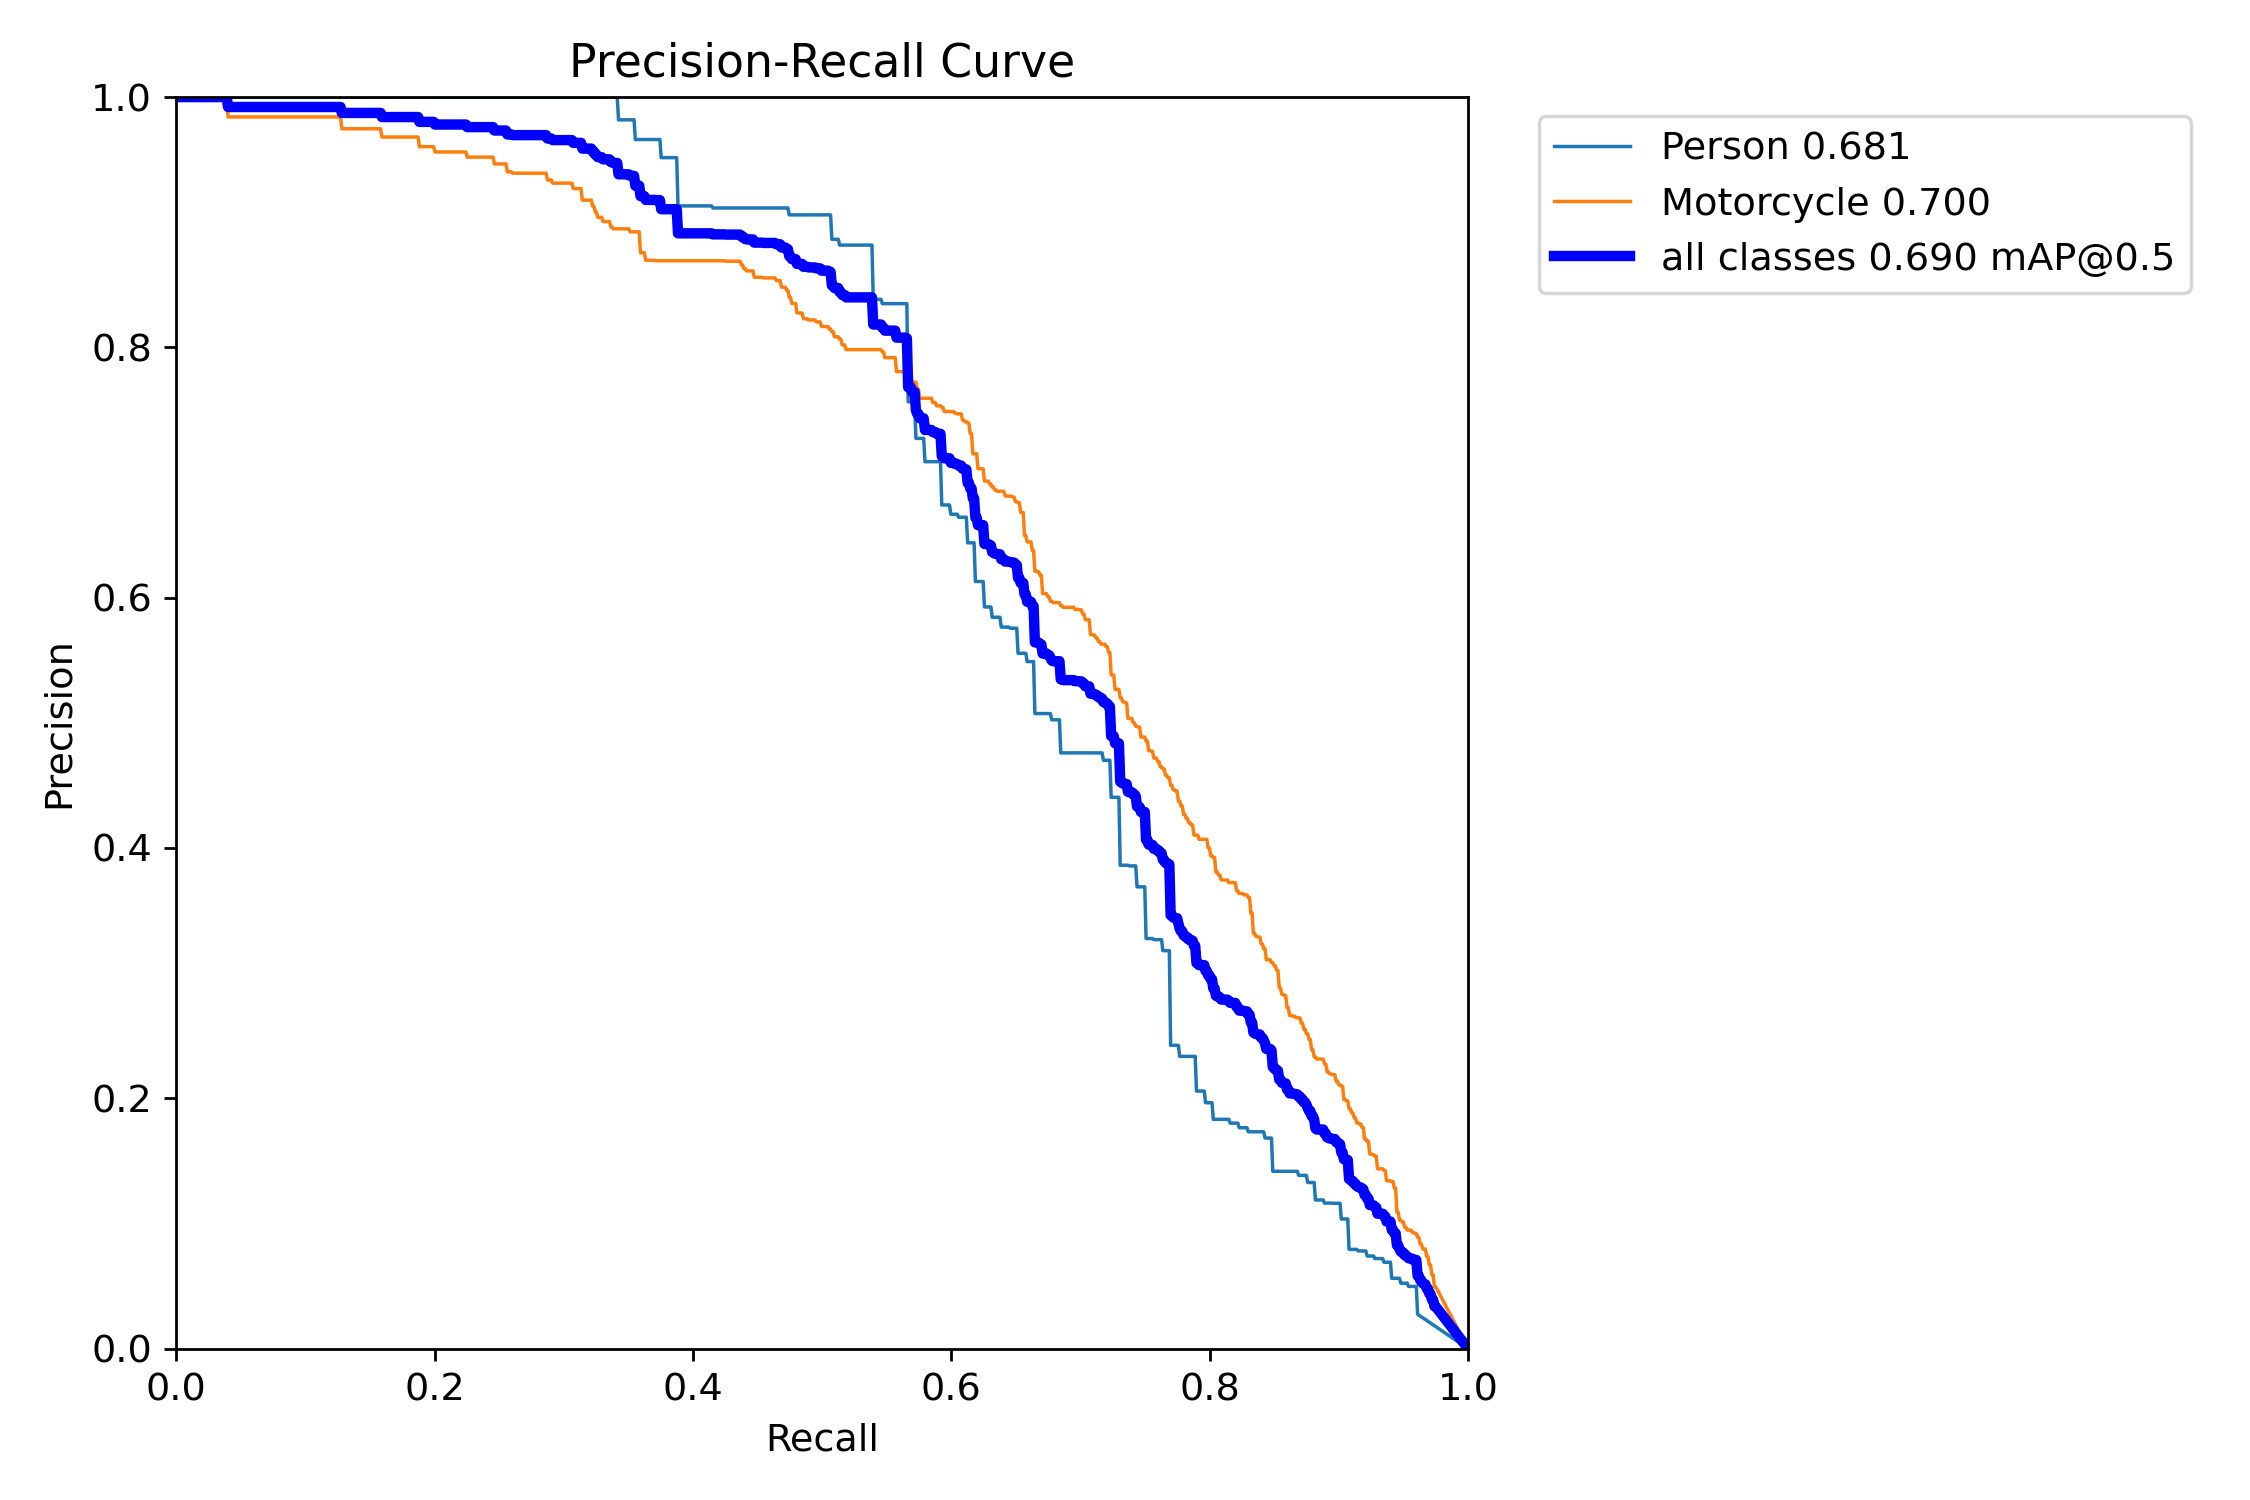 Precision-Recall Curve
Person 0.681
Motorcycle 0.700
all classes 0.690 mAP@0.5
Precision
1.0
0.8
0.6
0.4
0.2
0.0
0.0 0.2 0.4 0.6 0.8 1.0
Recall